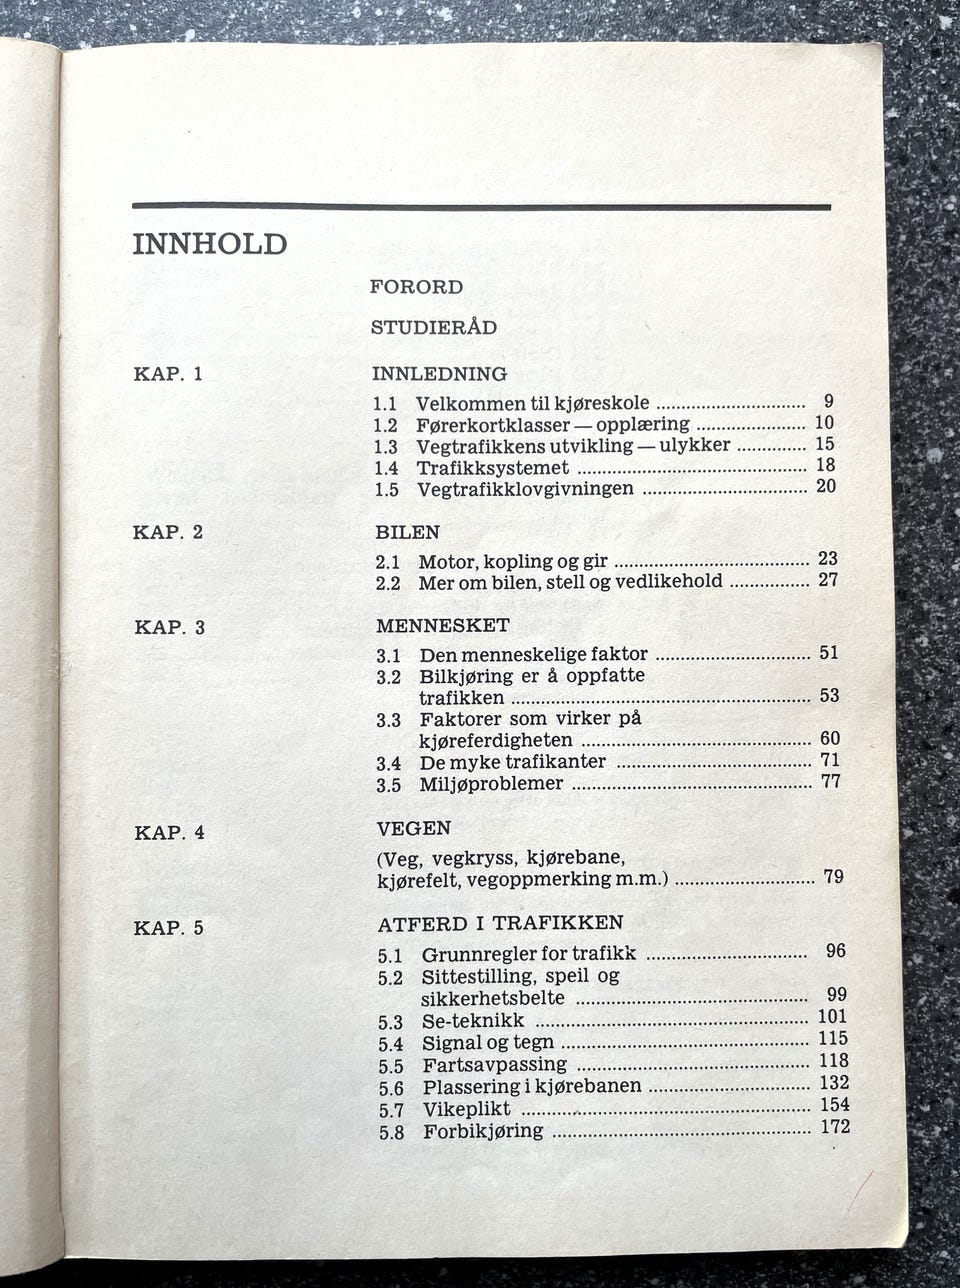 INNHOLD
FORORD
STUDIERÅD
KAP. 1 INNLEDNING
1.1 Velkommen til kjøreskole .............................. 9
1.2 Førerkortklasser — opplæring ...................... 10
1.3 Vegtrafikkens utvikling — ulykker .............. 15
1.4 Trafikksystemet .............................................. 18
1.5 Vegtrafikklovgivningen ................................. 20
KAP. 2 BILEN
2.1 Motor, kopling og gir ....................................... 23
2.2 Mer om bilen, stell og vedlikehold ................ 27
KAP. 3 MENNESKET
3.1 Den menneskelige faktor ............................... 51
3.2 Bilkjøring er å oppfatte
trafikken ............................................................ 53
3.3 Faktorer som virker på
kjøreferdigheten .............................................. 60
3.4 De myke trafikanter ....................................... 71
3.5 Miljøproblemer ................................................ 77
KAP. 4 VEGEN
(Veg, vegkryss, kjørebane,
kjørefelt, vegoppmerking m.m.) ............................ 79
KAP. 5 ATFERD I TRAFIKKEN
5.1 Grunnregler for trafikk ................................ 96
5.2 Sittestilling, speil og
sikkerhetsbelte .............................................. 99
5.3 Se-teknikk ....................................................... 101
5.4 Signal og tegn .................................................. 115
5.5 Fartsavpassing ............................................... 118
5.6 Plassering i kjørebanen ................................ 132
5.7 Vikeplikt .......................................................... 154
5.8 Forbikjøring .................................................... 172